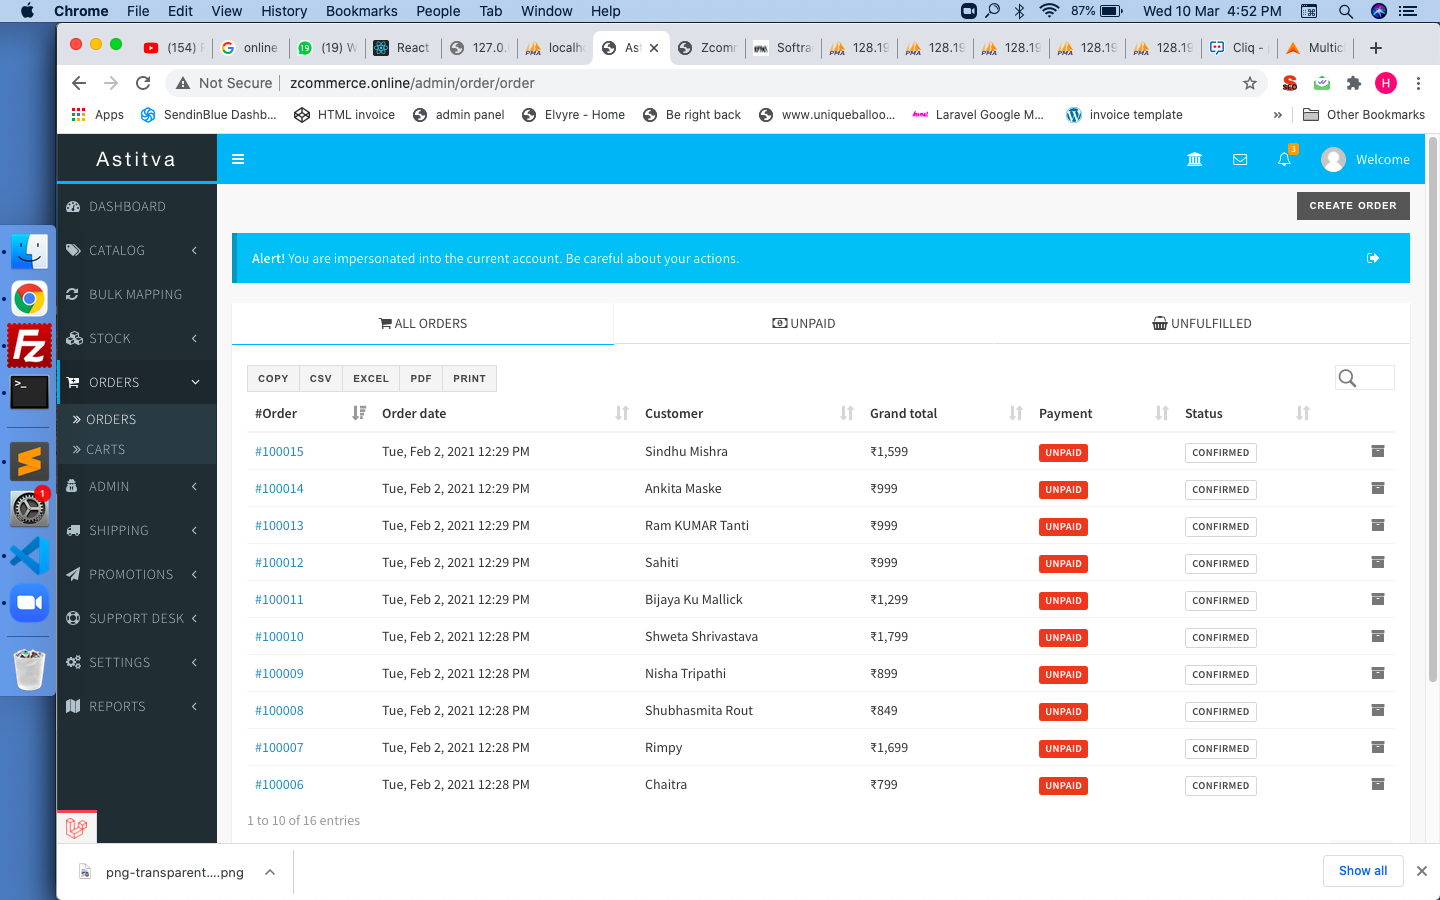 Chrome File Edit View History Bookmarks People Tab Window Help 87% Wed 10 Mar 4:52 PM
(154) online (19) W React 127.0. localh Ast Zcomr Softra 128.19 128.19 128.19 128.19 128.19 Cliq - Multic
Not Secure zcommerce.online/admin/order/order H
Apps SendinBlue Dashb... HTML invoice admin panel Elvyre - Home Be right back www.uniqueballoo... Laravel Google M... invoice template » Other Bookmarks
Astitva
3
Welcome
DASHBOARD
CATALOG
BULK MAPPING
STOCK
ORDERS
» ORDERS
» CARTS
ADMIN
SHIPPING
PROMOTIONS
SUPPORT DESK
SETTINGS
REPORTS
CREATE ORDER
Alert! You are impersonated into the current account. Be careful about your actions.
ALL ORDERS UNPAID UNFULFILLED
COPY CSV EXCEL PDF PRINT
#Order Order date Customer Grand total Payment Status
#100015 Tue, Feb 2, 2021 12:29 PM Sindhu Mishra ₹1,599 UNPAID CONFIRMED
#100014 Tue, Feb 2, 2021 12:29 PM Ankita Maske ₹999 UNPAID CONFIRMED
#100013 Tue, Feb 2, 2021 12:29 PM Ram KUMAR Tanti ₹999 UNPAID CONFIRMED
#100012 Tue, Feb 2, 2021 12:29 PM Sahiti ₹999 UNPAID CONFIRMED
#100011 Tue, Feb 2, 2021 12:29 PM Bijaya Ku Mallick ₹1,299 UNPAID CONFIRMED
#100010 Tue, Feb 2, 2021 12:28 PM Shweta Shrivastava ₹1,799 UNPAID CONFIRMED
#100009 Tue, Feb 2, 2021 12:28 PM Nisha Tripathi ₹899 UNPAID CONFIRMED
#100008 Tue, Feb 2, 2021 12:28 PM Shubhasmita Rout ₹849 UNPAID CONFIRMED
#100007 Tue, Feb 2, 2021 12:28 PM Rimpy ₹1,699 UNPAID CONFIRMED
#100006 Tue, Feb 2, 2021 12:28 PM Chaitra ₹799 UNPAID CONFIRMED
1 to 10 of 16 entries
png-transparent....png
Show all